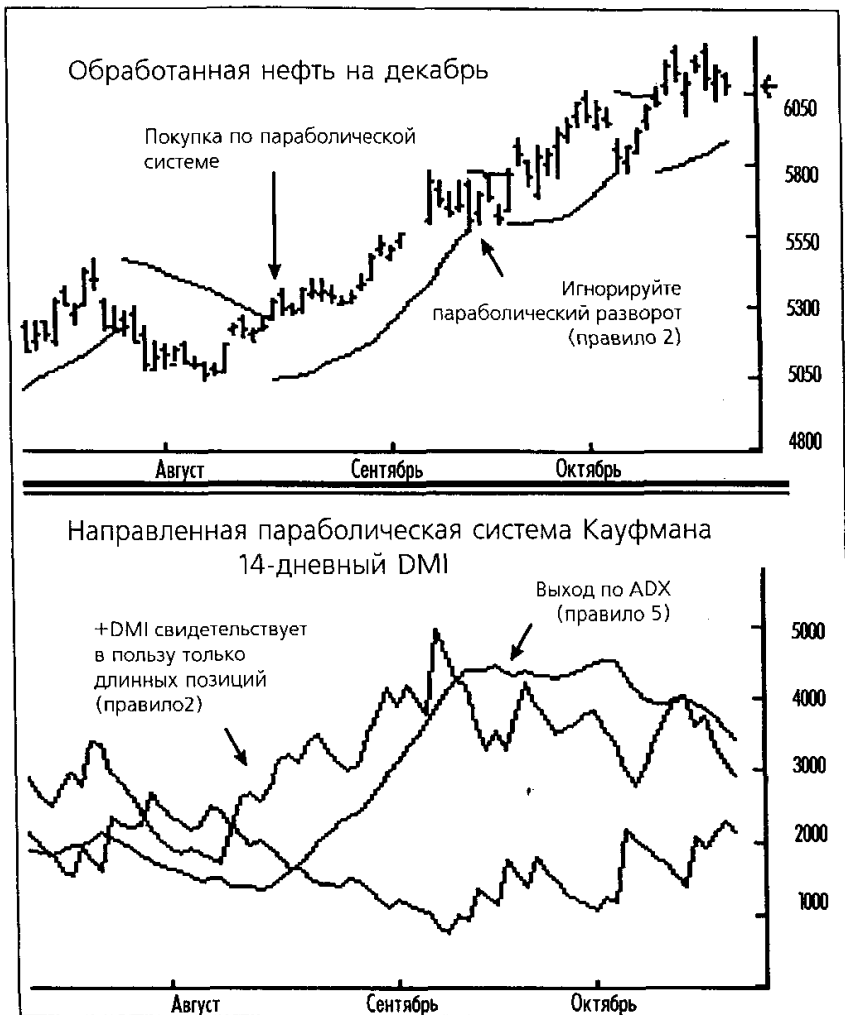 Обработанная нефть на декабрь
Покупка по параболической
системе
Игнорируйте
параболический разворот
(правило 2)
6050
5800
5550
5300
5050
4800
Август
Сентябрь
Октябрь
Направленная параболическая система Кауфмана
14-дневный DMI
Выход по ADX
(правило 5)
+DMI свидетельствует
в пользу только
длинных позиций
(правило2)
5000
4000
3000
2000
1000
Август
Сентябрь
Октябрь